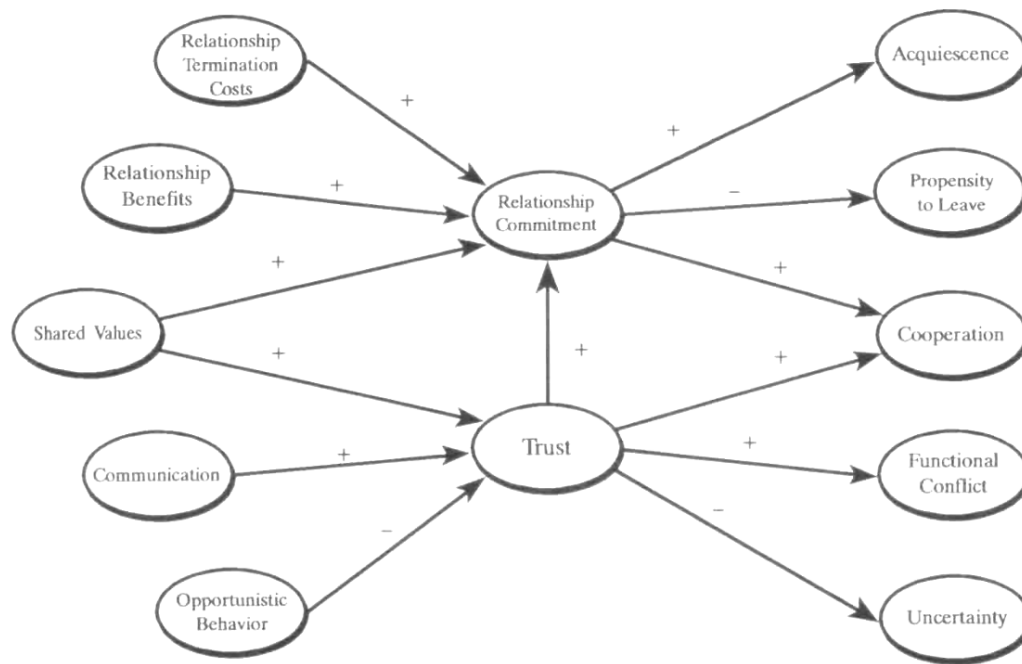 Relationship
Termination
Costs
Acquiescence
+
+
Relationship
Benefits
+
Relationship
Commitment
−
Propensity
to Leave
+
+
Shared Values
+
+
+
Cooperation
Communication
+
Trust
+
Functional
Conflict
−
−
Opportunistic
Behavior
Uncertainty